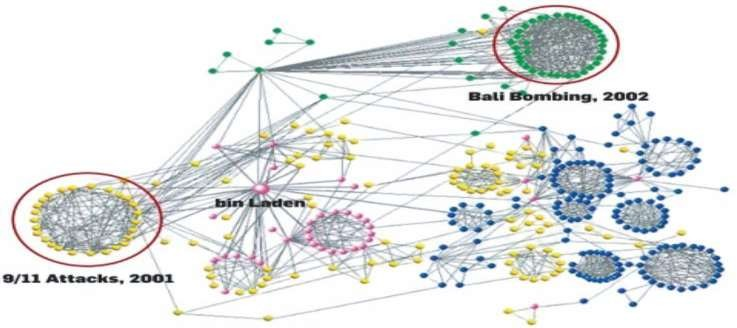 Bali Bombing, 2002
bin Laden
9/11 Attacks, 2001